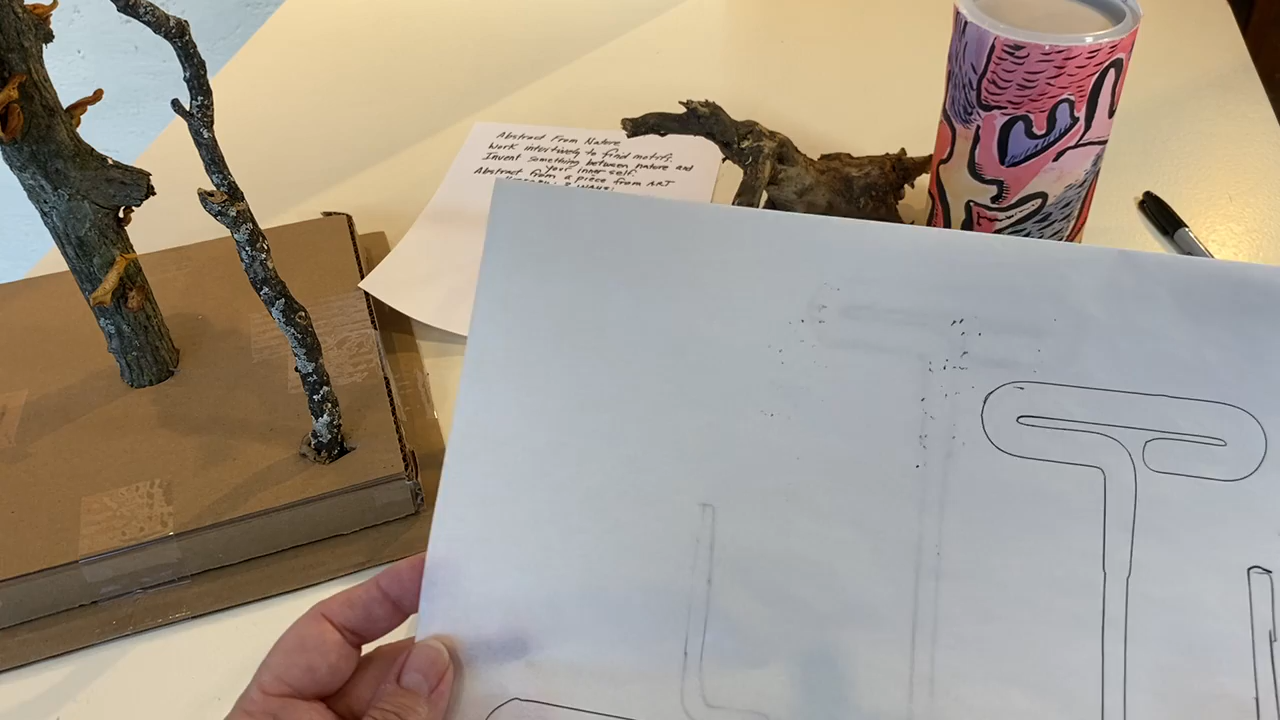 Abstract From Nature
Work intuitively to find motifs.
Invent something between nature and
your inner self.
Abstract from a piece from ART